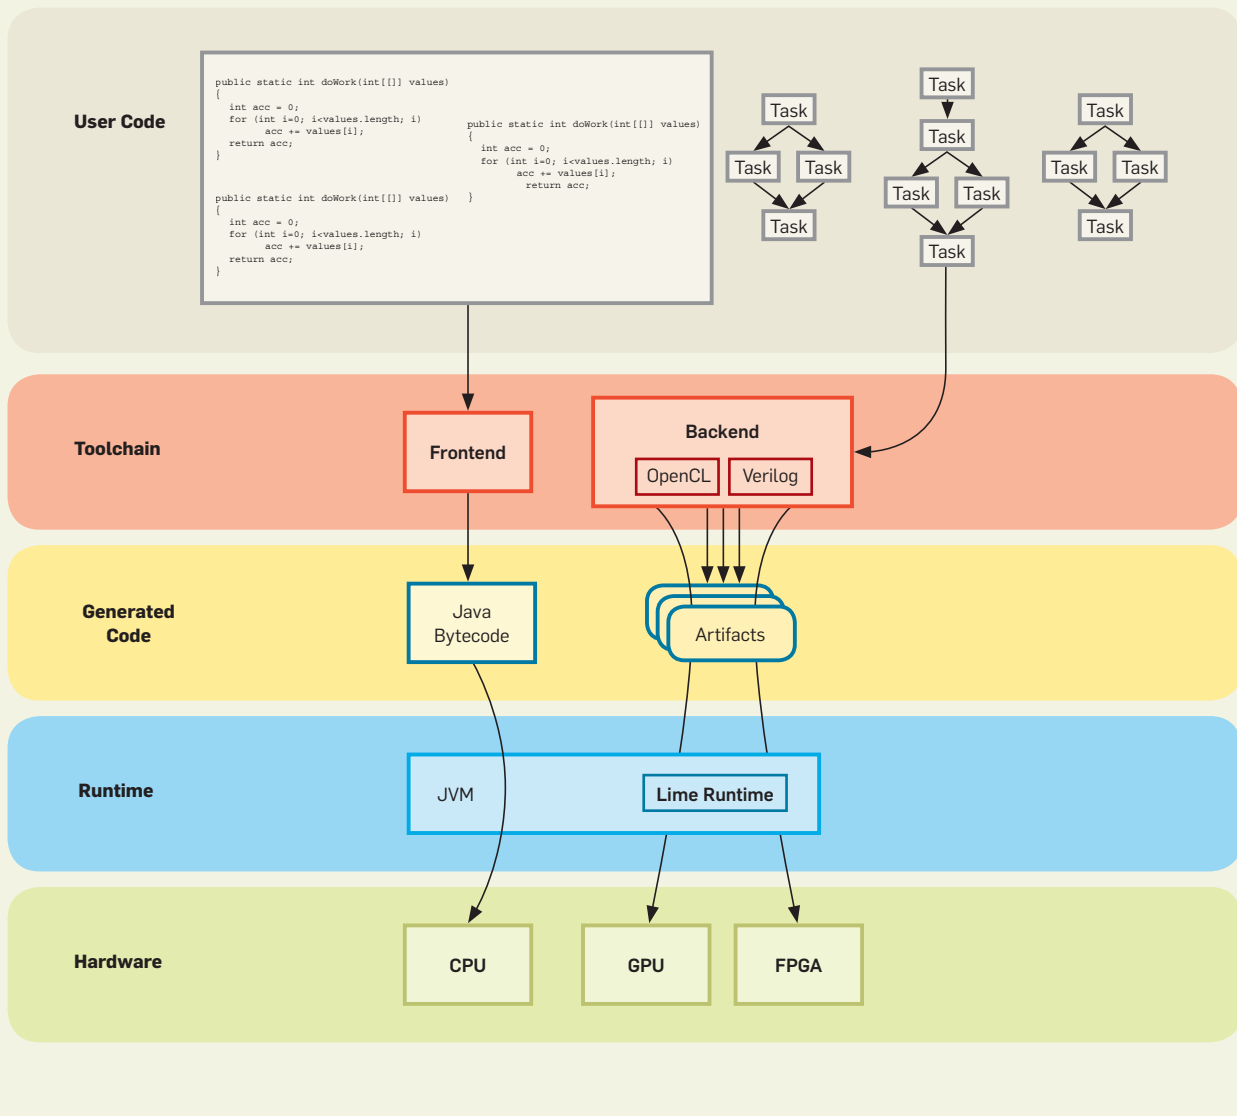 User Code
public static int doWork(int[[]] values)
{
int acc = 0;
for (int i=0; i<values.length; i)
acc += values[i];
return acc;
}
public static int doWork(int[[]] values)
{
int acc = 0;
for (int i=0; i<values.length; i)
acc += values[i];
return acc;
}
public static int doWork(int[[]] values)
{
int acc = 0;
for (int i=0; i<values.length; i)
acc += values[i];
return acc;
}
Task
Task
Task
Task
Task
Task
Task
Task
Task
Task
Task
Task
Task
Toolchain
Frontend
Backend
OpenCL
Verilog
Generated
Code
Java
Bytecode
Artifacts
Runtime
JVM
Lime Runtime
Hardware
CPU
GPU
FPGA